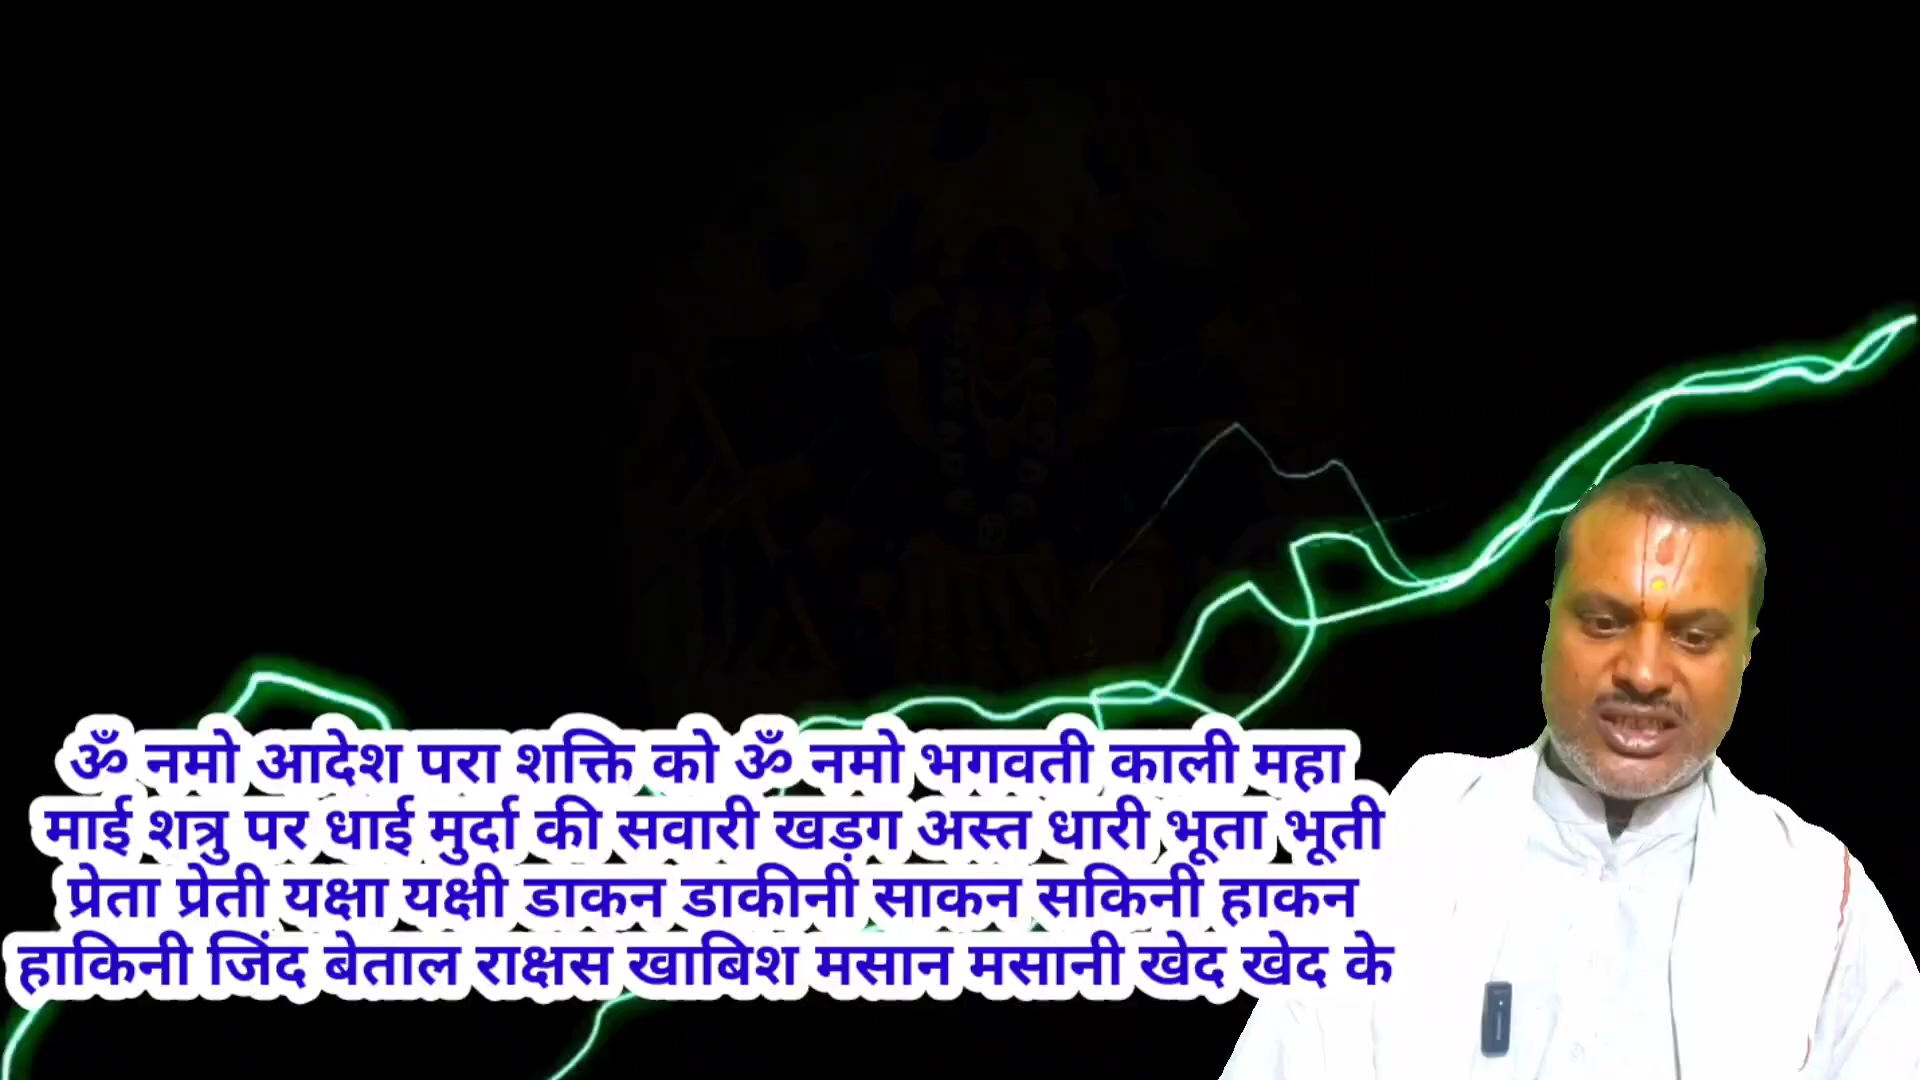 ॐ नमो आदेश परा शक्ति को ॐ नमो भगवती काली महा
माई शत्रु पर धाई मुर्दा की सवारी खड़ग अस्त धारी भूता भूती
प्रेता प्रेती यक्षा यक्षी डाकन डाकीनी साकन सकिनी हाकन
हाकिनी जिंद बेताल राक्षस खाबिश मसान मसानी खेद खेद के